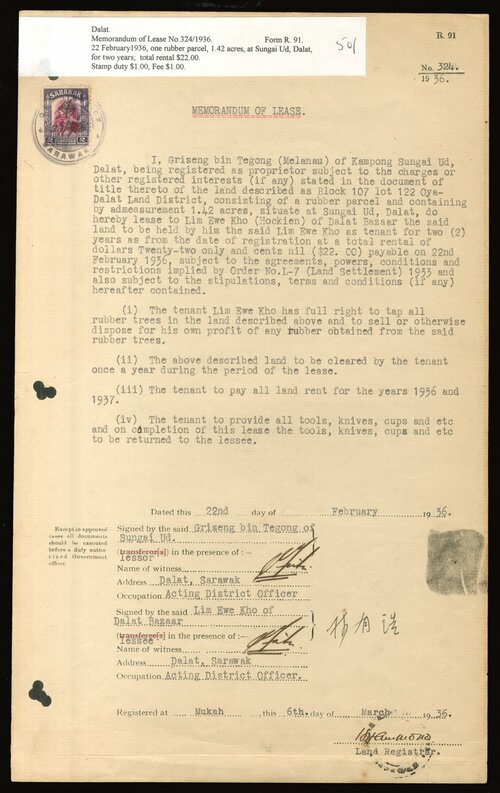 Dalat.
Memorandum of Lease No.324/1936. Form R. 91.
22 February1936, one rubber parcel, 1.42 acres, at Sungai Ud, Dalat,
for two years; total rental $22.00.
Stamp duty $1.00, Fee $1.00.
501
R. 91
No. 324.
1936.
SARAWAK
MEMORANDUM OF LEASE.
I, Griseng bin Tegong (Melanau) of Kampong Sungai Ud,
Dalat, being registered as proprietor subject to the charges or
other registered interests (if any) stated in the document of
title thereto of the land described as Block 107 lot 122 Oya-
Dalat Land District, consisting of a rubber parcel and containing
by admeasurement 1.42 acres, situate at Sungai Ud, Dalat, do
hereby lease to Lim Ewe Kho (Hockien) of Dalat Bazaar the said
land to be held by him the said Lim Ewe Kho as tenant for two (2)
years as from the date of registration at a total rental of
dollars Twenty-two only and cents nil ($22. 00) payable on 22nd
February 1936, subject to the agreements, powers, conditions and
restrictions implied by Order No.L-7 (Land Settlement) 1933 and
also subject to the stipulations, terms and conditions (if any)
hereafter contained.
(i) The tenant Lim Ewe Kho has full right to tap all
rubber trees in the land described above and to sell or otherwise
dispose for his own profit of any rubber obtained from the said
rubber trees.
(ii) The above described land to be cleared by the tenant
once a year during the period of the lease.
(iii) The tenant to pay all land rent for the years 1936 and
1937.
(iv) The tenant to provide all tools, knives, cups and etc
and on completion of this lease the tools, knives, cups and etc
to be returned to the lessee.
Dated this 22nd day of February 1936.
Except in approved
cases all documents
should be executed
before a duly autho-
rized Government
officer.
Signed by the said Griseng bin Tegong of
Sungai Ud.
(transferor[s]) in the presence of :—
lessor
Name of witness
Address Dalat, Sarawak
Occupation Acting District Officer
Signed by the said Lim Ewe Kho of
Dalat Bazaar
(transferee[s]) in the presence of :—
lessee
Name of witness
Address Dalat, Sarawak
Occupation Acting District Officer.
Registered at Mukah, this 6th. day of March 1936.
Land Registrar.